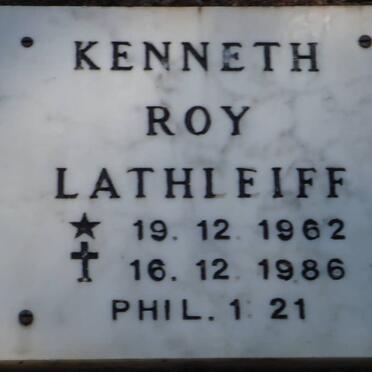 KENNETH
ROY
LATHLEIFF
★ 19. 12. 1962
✝ 16. 12. 1986
PHIL. 1: 21